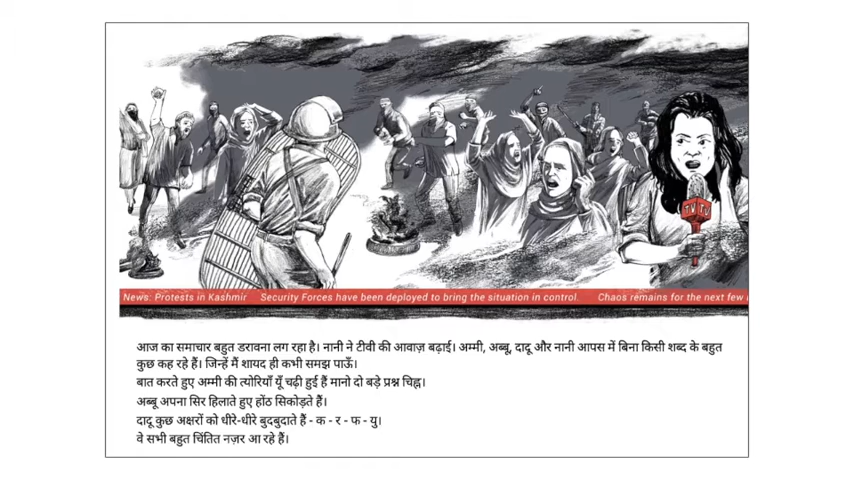 TV TV
News: Protests in Kashmir Security Forces have been deployed to bring the situation in control. Chaos remains for the next few
आज का समाचार बहुत डरावना लग रहा है। नानी ने टीवी की आवाज़ बढ़ाई। अम्मी, अब्बू, दादू और नानी आपस में बिना किसी शब्द के बहुत
कुछ कह रहे हैं। जिन्हें मैं शायद ही कभी समझ पाऊँ।
बात करते हुए अम्मी की त्योरियाँ यूँ चढ़ी हुई हैं मानो दो बड़े प्रश्न चिह्न।
अब्बू अपना सिर हिलाते हुए होंठ सिकोड़ते हैं।
दादू कुछ अक्षरों को धीरे-धीरे बुदबुदाते हैं - क - र - फ - यु।
वे सभी बहुत चिंतित नज़र आ रहे हैं।